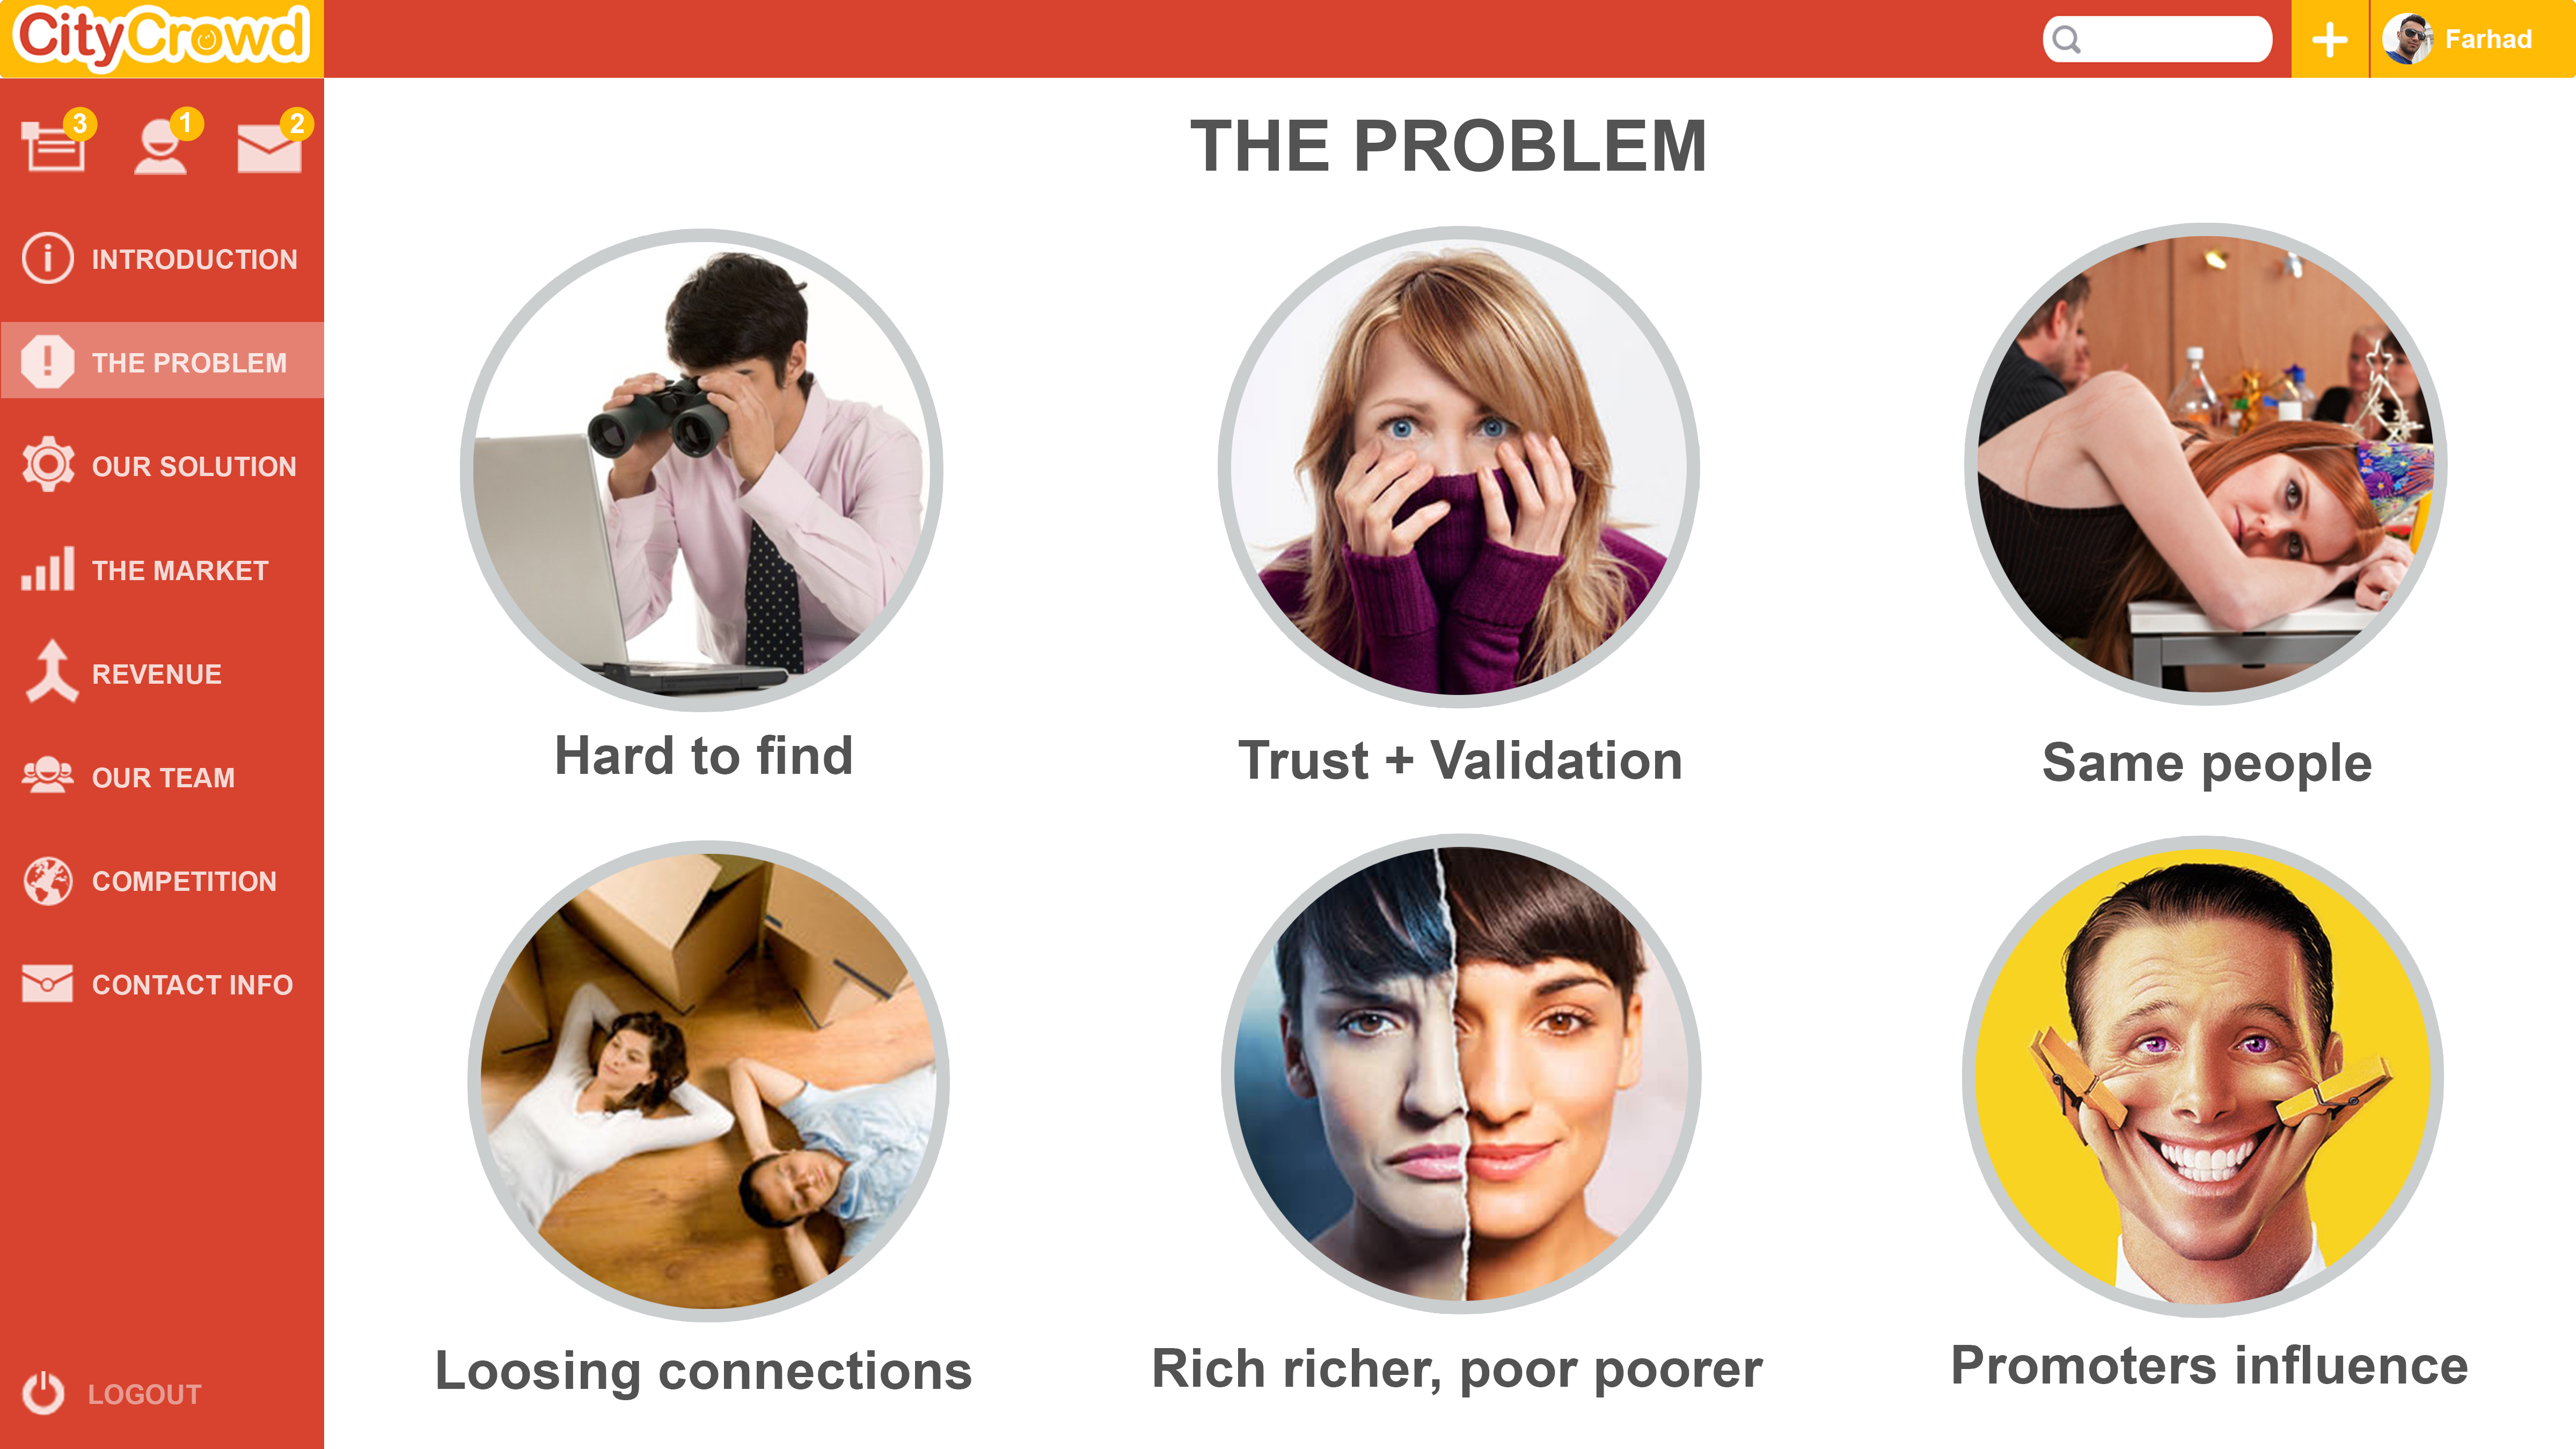 CityCrowd
Farhad
3
1
2
INTRODUCTION
THE PROBLEM
OUR SOLUTION
THE MARKET
REVENUE
OUR TEAM
COMPETITION
CONTACT INFO
LOGOUT
THE PROBLEM
Hard to find
Trust + Validation
Same people
Loosing connections
Rich richer, poor poorer
Promoters influence